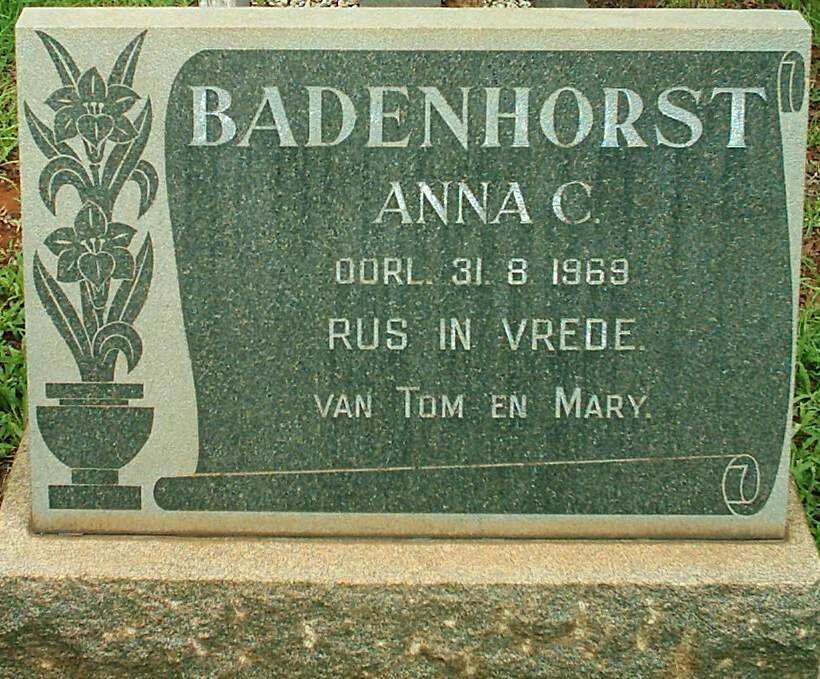 BADENHORST
ANNA C.
OORL. 31. 8 1969
RUS IN VREDE.
VAN TOM EN MARY.